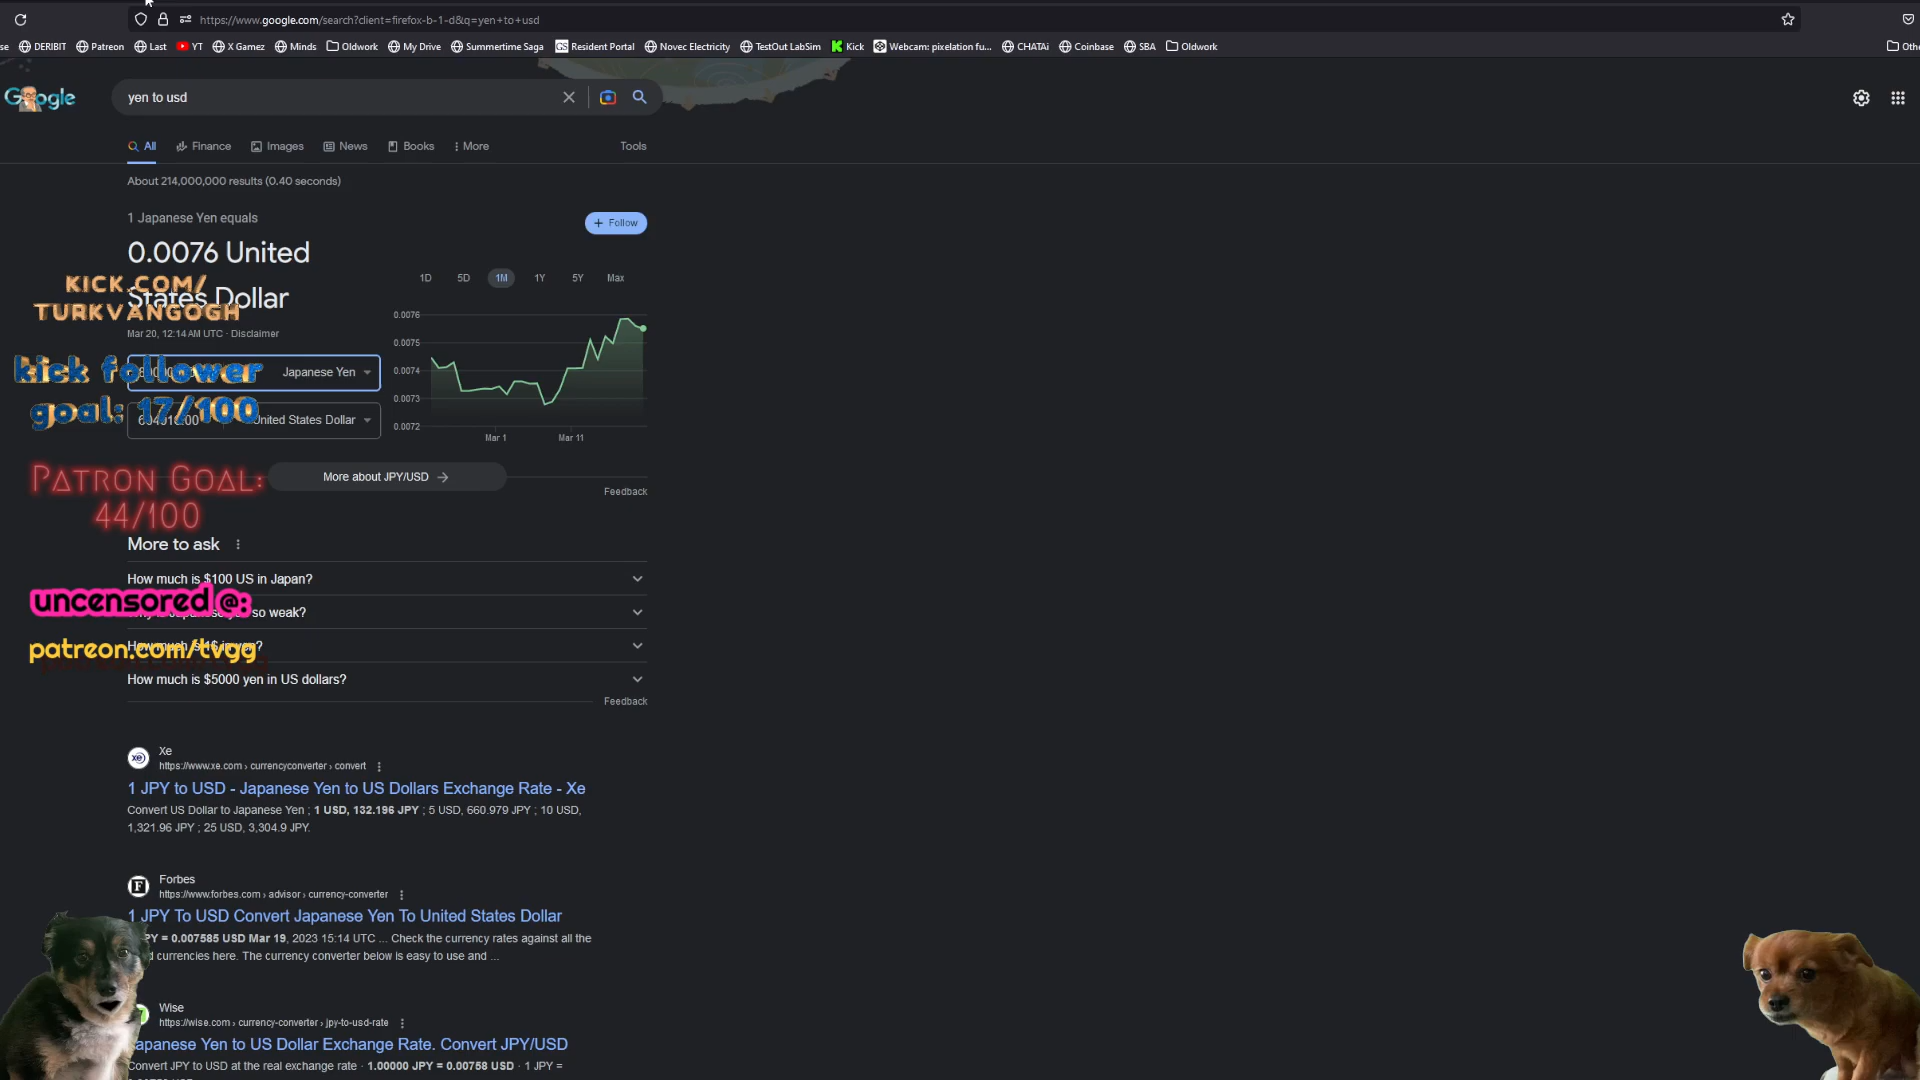 https://www.google.com/search?client=firefox-b-1-d&q=yen+to+usd
se DERIBIT Patreon Last YT X Gamez Minds Oldwork My Drive Summertime Saga Resident Portal Novec Electricity TestOut LabSim Kick Webcam: pixelation fu... CHATAi Coinbase SBA Oldwork Othe
Google
yen to usd
All Finance Images News Books More Tools
About 214,000,000 results (0.40 seconds)
1 Japanese Yen equals
Follow
0.0076 United
States Dollar
KICK.COM/
TURKVANGOGH
Mar 20, 12:14 AM UTC · Disclaimer
1D 5D 1M 1Y 5Y Max
0.0076
0.0075
0.0074
0.0073
0.0072
Mar 1 Mar 11
Japanese Yen
kick follower
goal: 17/100
United States Dollar
Patron Goal:
44/100
More about JPY/USD
Feedback
More to ask
How much is $100 US in Japan?
uncensored @:
so weak?
patreon.com/tvgg
How much is 1$ in yen?
How much is $5000 yen in US dollars?
Feedback
xe
Xe
https://www.xe.com › currencyconverter › convert
1 JPY to USD - Japanese Yen to US Dollars Exchange Rate - Xe
Convert US Dollar to Japanese Yen ; 1 USD, 132.196 JPY ; 5 USD, 660.979 JPY ; 10 USD,
1,321.96 JPY ; 25 USD, 3,304.9 JPY.
F
Forbes
https://www.forbes.com › advisor › currency-converter
1 JPY To USD Convert Japanese Yen To United States Dollar
PY = 0.007585 USD Mar 19, 2023 15:14 UTC ... Check the currency rates against all the
d currencies here. The currency converter below is easy to use and ...
Wise
https://wise.com › currency-converter › jpy-to-usd-rate
apanese Yen to US Dollar Exchange Rate. Convert JPY/USD
Convert JPY to USD at the real exchange rate · 1.00000 JPY = 0.00758 USD · 1 JPY =